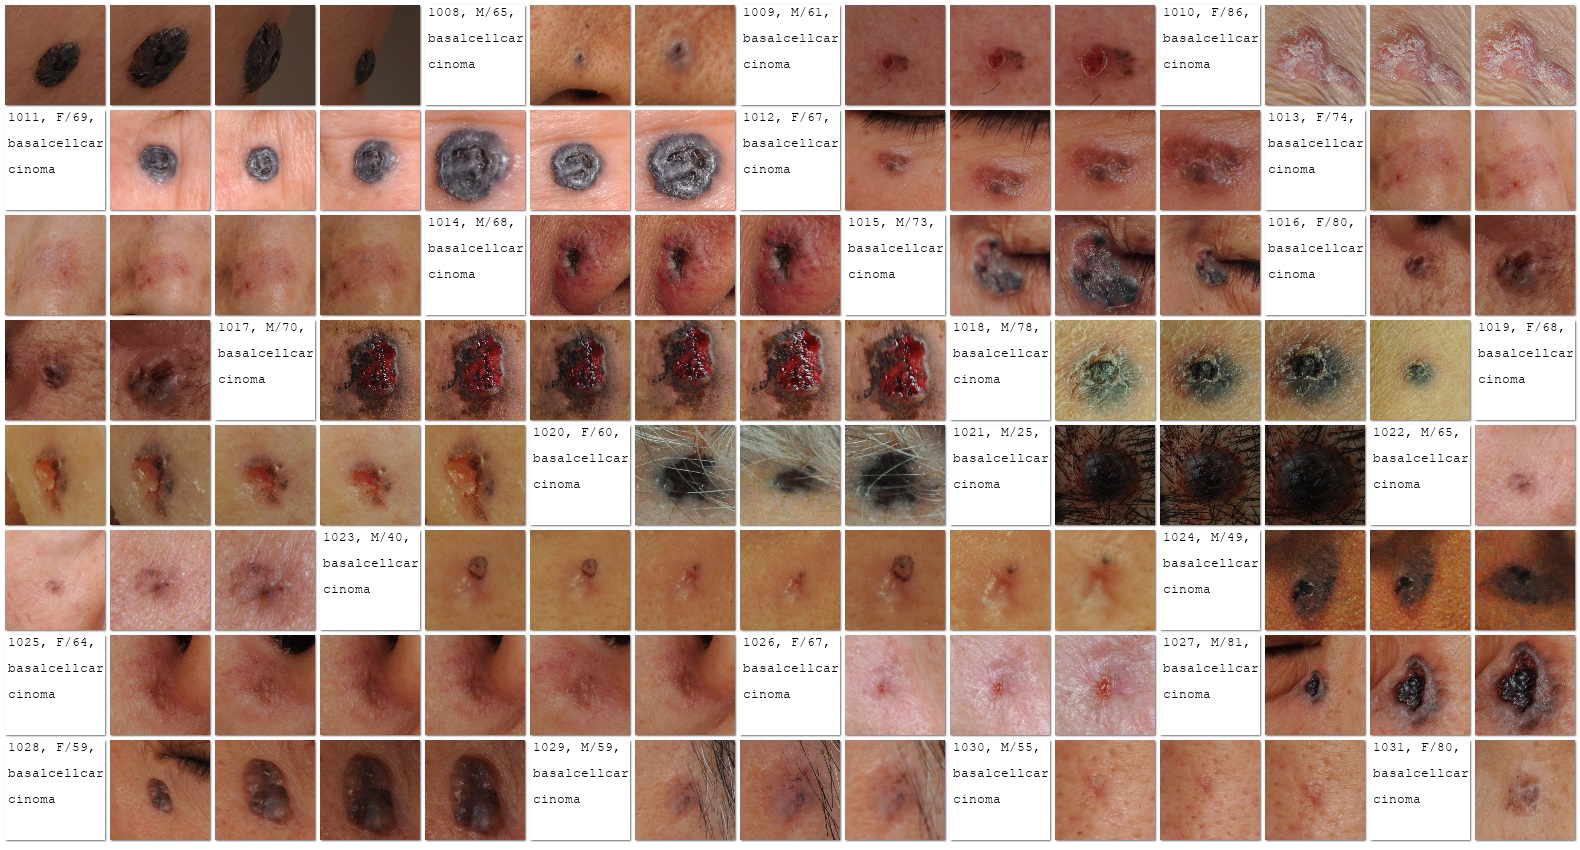 1008, M/65,
basalcellcar
cinoma
1009, M/61,
basalcellcar
cinoma
1010, F/86,
basalcellcar
cinoma
1011, F/69,
basalcellcar
cinoma
1012, F/67,
basalcellcar
cinoma
1013, F/74,
basalcellcar
cinoma
1014, M/68,
basalcellcar
cinoma
1015, M/73,
basalcellcar
cinoma
1016, F/80,
basalcellcar
cinoma
1017, M/70,
basalcellcar
cinoma
1018, M/78,
basalcellcar
cinoma
1019, F/68,
basalcellcar
cinoma
1020, F/60,
basalcellcar
cinoma
1021, M/25,
basalcellcar
cinoma
1022, M/65,
basalcellcar
cinoma
1023, M/40,
basalcellcar
cinoma
1024, M/49,
basalcellcar
cinoma
1025, F/64,
basalcellcar
cinoma
1026, F/67,
basalcellcar
cinoma
1027, M/81,
basalcellcar
cinoma
1028, F/59,
basalcellcar
cinoma
1029, M/59,
basalcellcar
cinoma
1030, M/55,
basalcellcar
cinoma
1031, F/80,
basalcellcar
cinoma